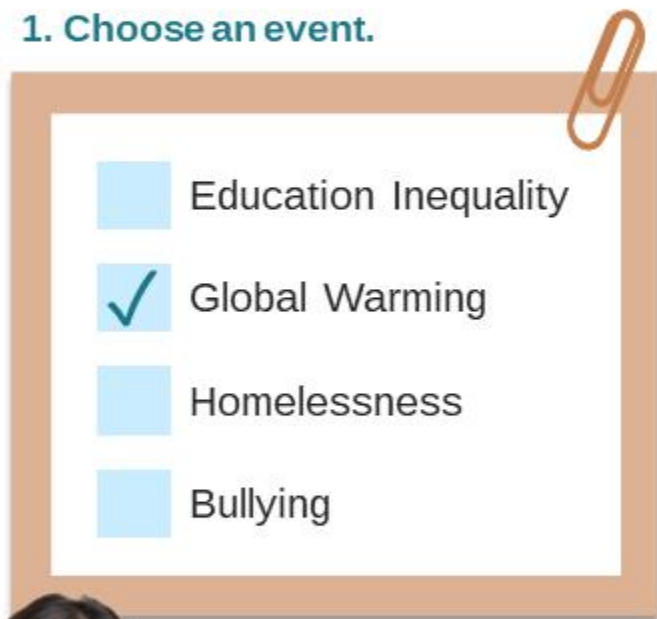 1. Choose an event.
Education Inequality
Global Warming
Homelessness
Bullying